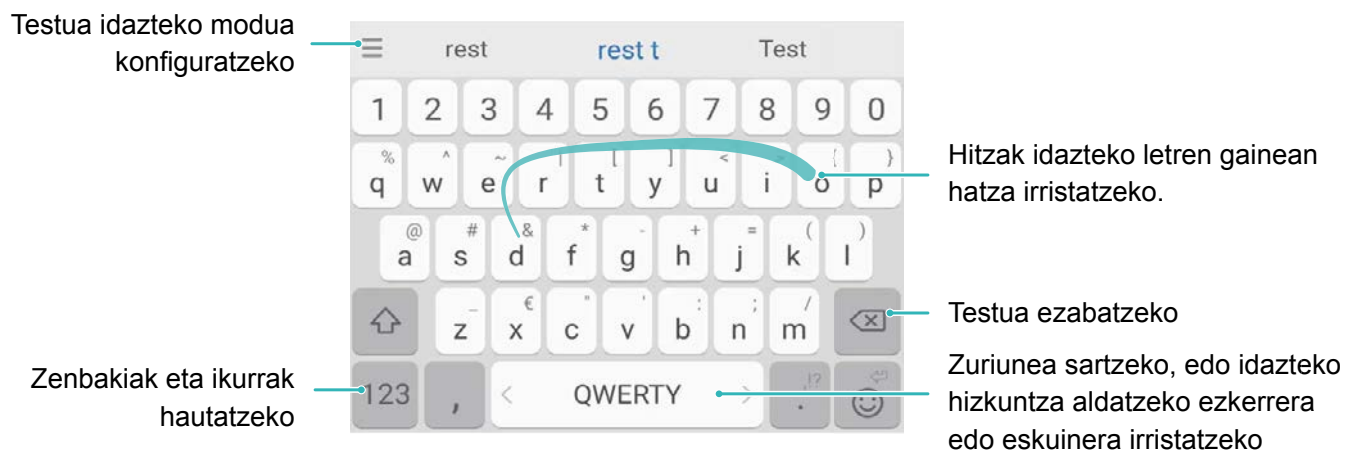 Testua idazteko modua
konfiguratzeko
rest rest t Test
1 2 3 4 5 6 7 8 9 0
% ^ ~ | [ ] < > { }
q w e r t y u i o p
@ # & * - + = ( )
a s d f g h j k l
Hitzak idazteko letren gainean
hatza irristatzeko.
_ € " ' : ; /
z x c v b n m
Testua ezabatzeko
Zenbakiak eta ikurrak
hautatzeko
123 , < QWERTY > ,!? .
Zuriunea sartzeko, edo idazteko
hizkuntza aldatzeko ezkerrera
edo eskuinera irristatzeko